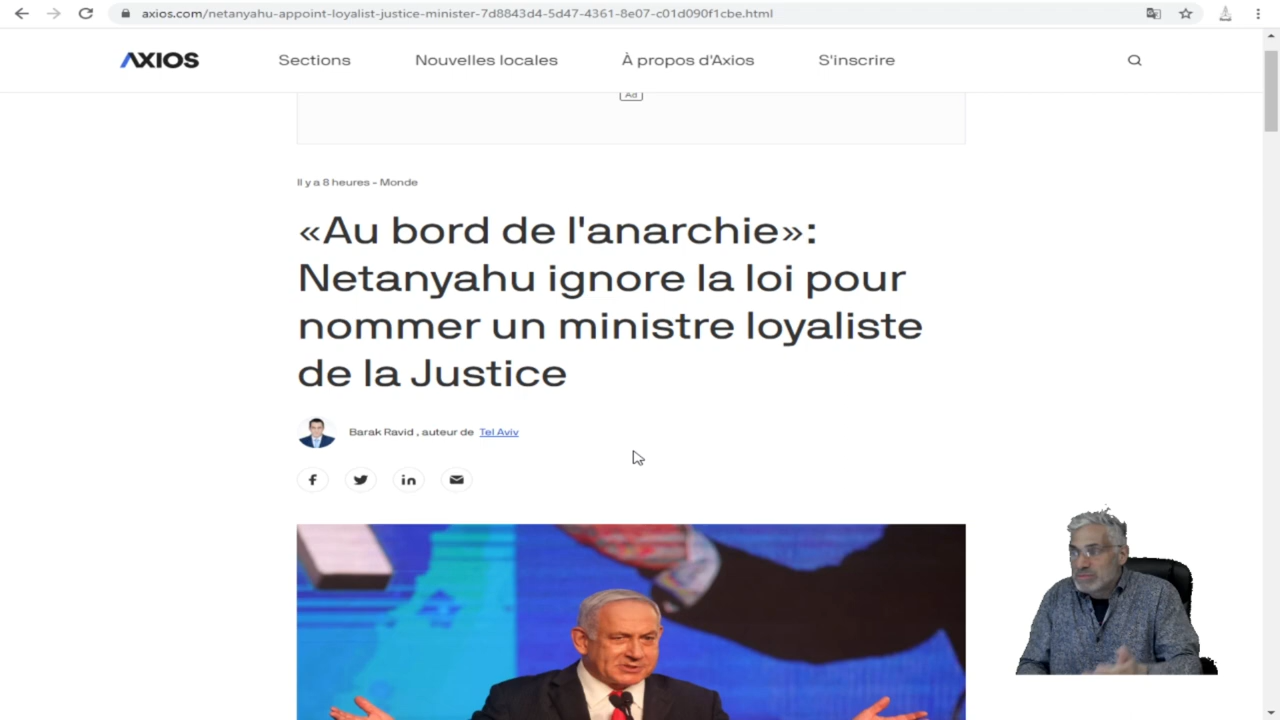 axios.com/netanyahu-appoint-loyalist-justice-minister-7d8843d4-5d47-4361-8e07-c01d090f1cbe.html
AXIOS Sections Nouvelles locales À propos d'Axios S'inscrire
Ad
Il y a 8 heures - Monde
«Au bord de l'anarchie»:
Netanyahu ignore la loi pour
nommer un ministre loyaliste
de la Justice
Barak Ravid , auteur de Tel Aviv